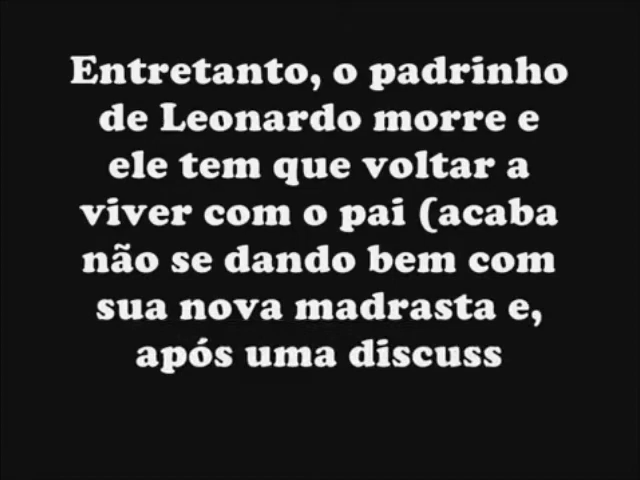 Entretanto, o padrinho
de Leonardo morre e
ele tem que voltar a
viver com o pai (acaba
não se dando bem com
sua nova madrasta e,
após uma discuss